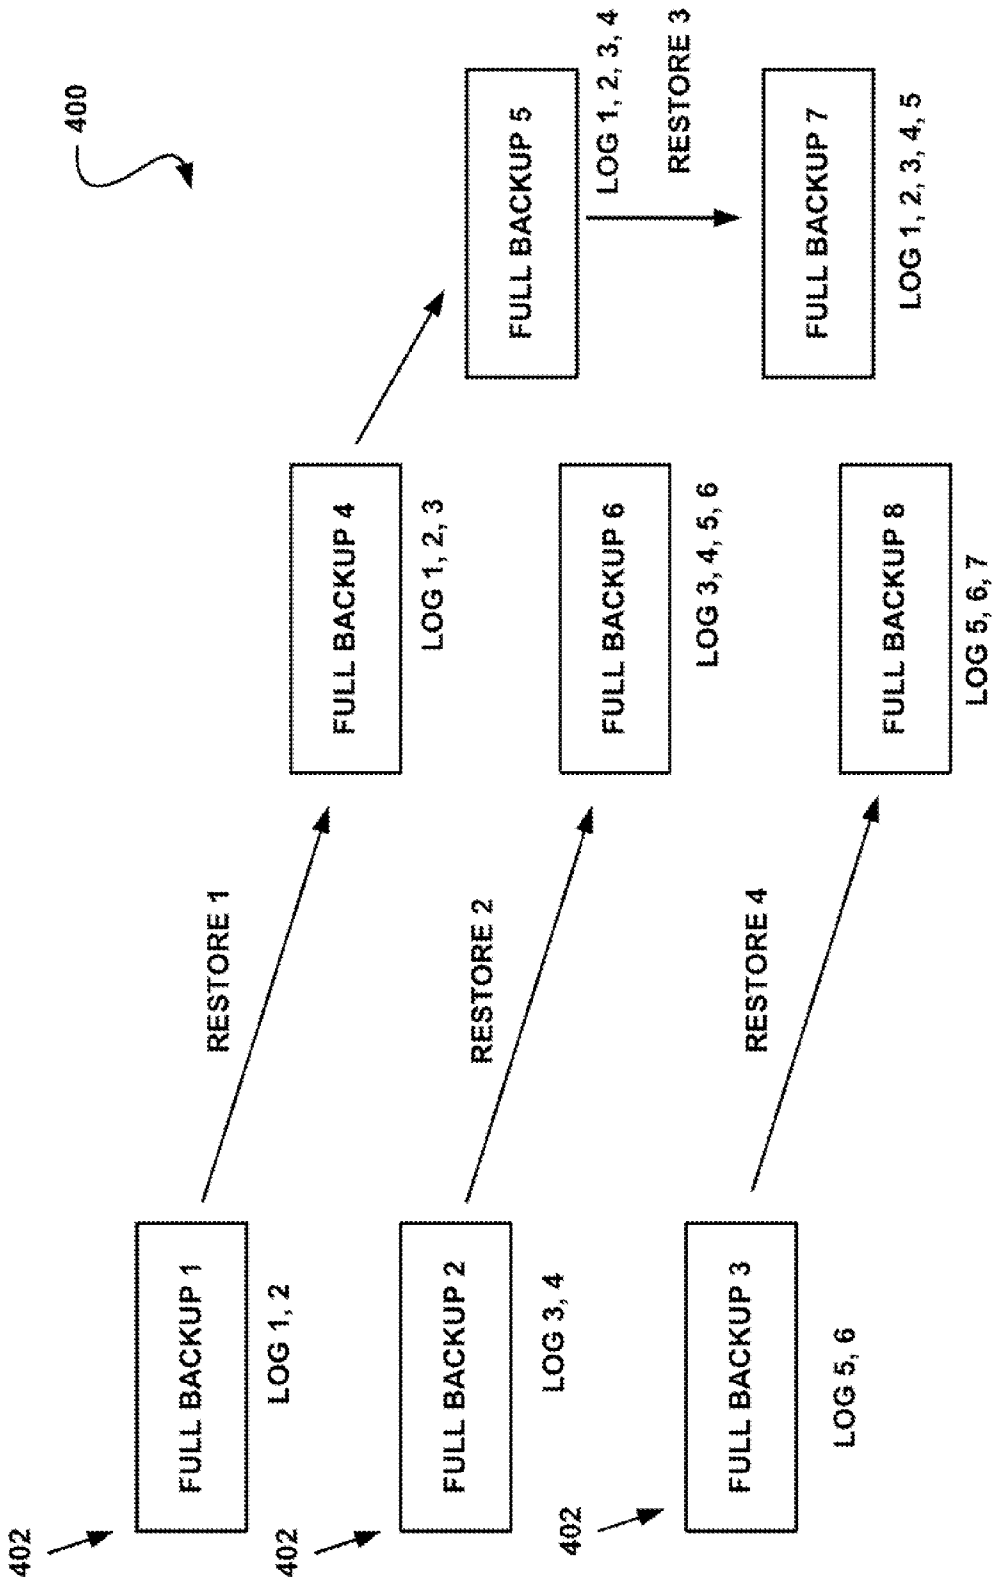 400
402
FULL BACKUP 1
LOG 1, 2
RESTORE 1
FULL BACKUP 4
LOG 1, 2, 3
FULL BACKUP 5
LOG 1, 2, 3, 4
RESTORE 3
FULL BACKUP 7
LOG 1, 2, 3, 4, 5
402
FULL BACKUP 2
LOG 3, 4
RESTORE 2
FULL BACKUP 6
LOG 3, 4, 5, 6
402
FULL BACKUP 3
LOG 5, 6
RESTORE 4
FULL BACKUP 8
LOG 5, 6, 7